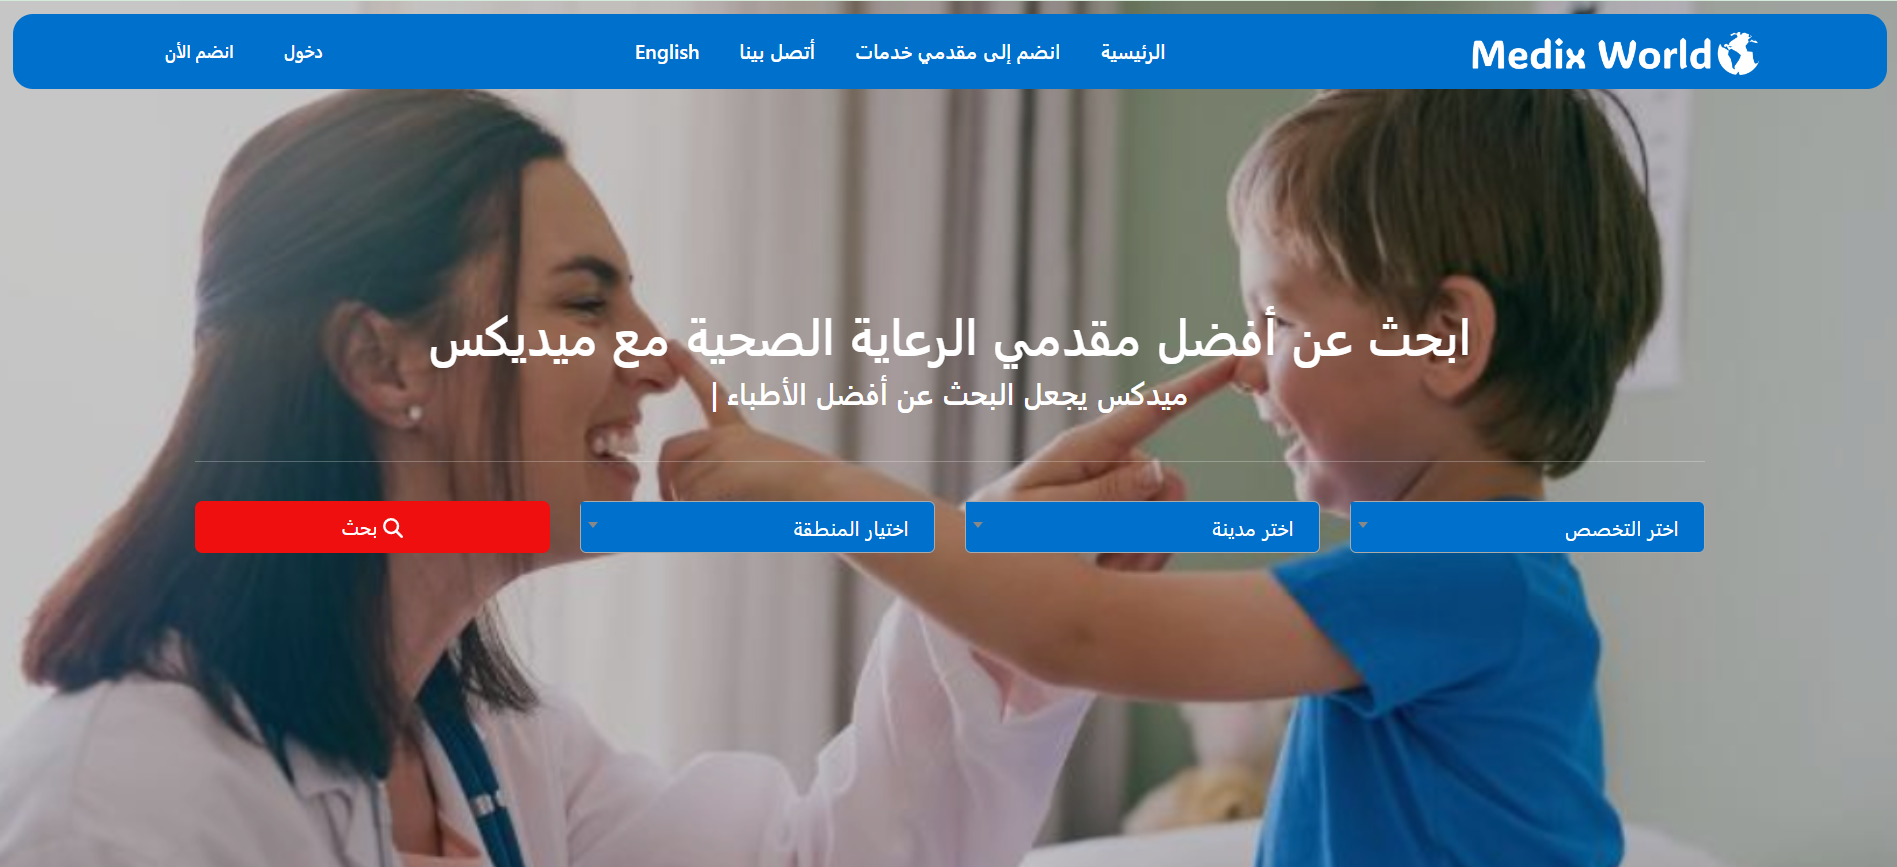 Medix World
الرئيسية
انضم إلى مقدمي خدمات
أتصل بينا
English
دخول
انضم الأن
ابحث عن أفضل مقدمي الرعاية الصحية مع ميديكس
ميدكس يجعل البحث عن أفضل الأطباء |
اختر التخصص
اختر مدينة
اختيار المنطقة
بحث